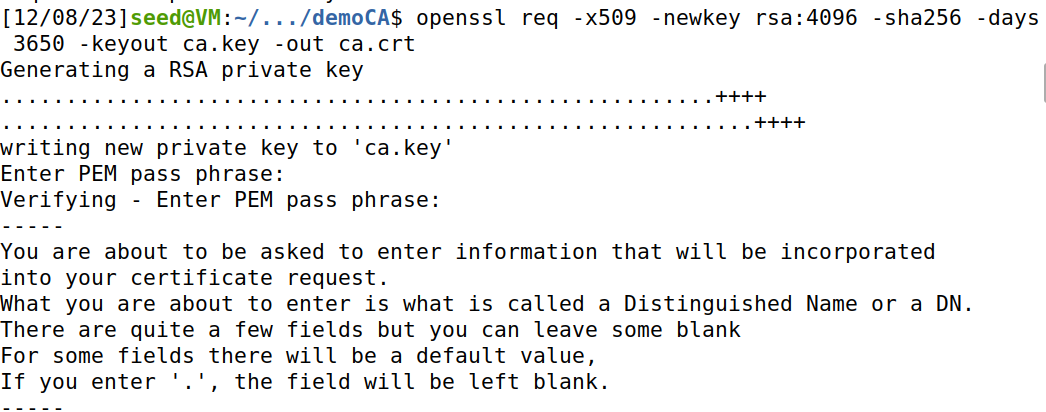 [12/08/23]seed@VM:~/.../demoCA$ openssl req -x509 -newkey rsa:4096 -sha256 -days
 3650 -keyout ca.key -out ca.crt
Generating a RSA private key
.......................................................++++
..........................................................++++
writing new private key to 'ca.key'
Enter PEM pass phrase:
Verifying - Enter PEM pass phrase:
-----
You are about to be asked to enter information that will be incorporated
into your certificate request.
What you are about to enter is what is called a Distinguished Name or a DN.
There are quite a few fields but you can leave some blank
For some fields there will be a default value,
If you enter '.', the field will be left blank.
-----